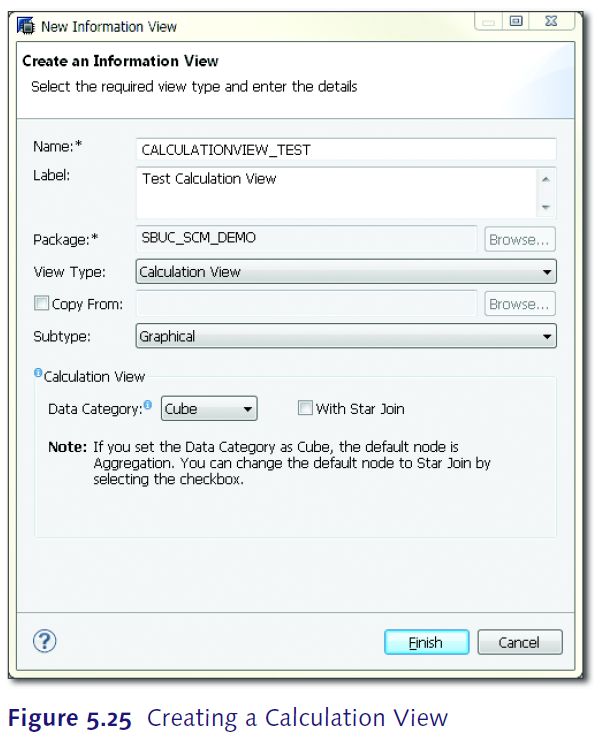 New Information View
Create an Information View
Select the required view type and enter the details
Name:* CALCULATIONVIEW_TEST
Label: Test Calculation View
Package:* SBUC_SCM_DEMO Browse...
View Type: Calculation View
Copy From: Browse...
Subtype: Graphical
Calculation View
Data Category: Cube With Star Join
Note: If you set the Data Category as Cube, the default node is
Aggregation. You can change the default node to Star Join by
selecting the checkbox.
? Finish Cancel
Figure 5.25 Creating a Calculation View